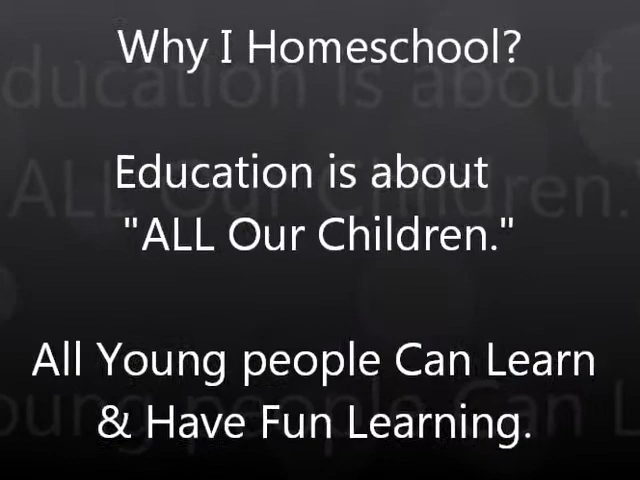 Why I Homeschool?
Education is about
"ALL Our Children."
All Young people Can Learn
& Have Fun Learning.